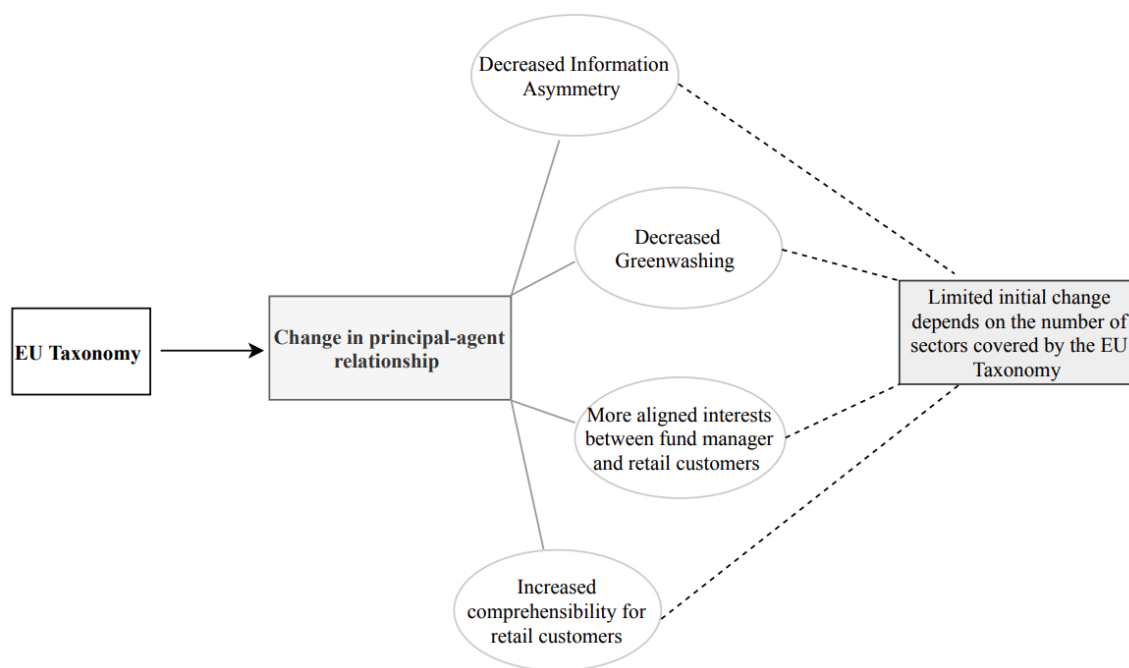 Decreased Information
Asymmetry
Decreased
Greenwashing
Limited initial change
depends on the number of
sectors covered by the EU
Taxonomy
EU Taxonomy
Change in principal-agent
relationship
More aligned interests
between fund manager
and retail customers
Increased
comprehensibility for
retail customers